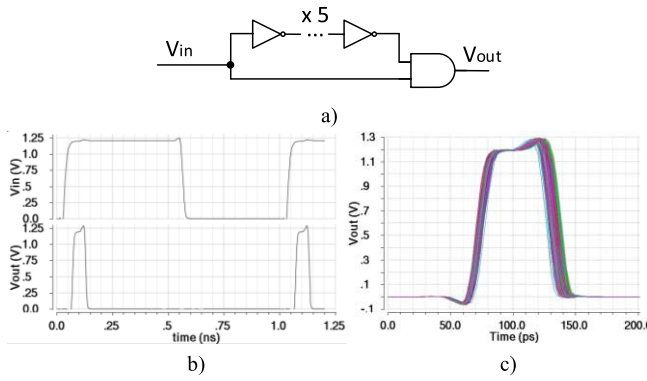 x 5
...
Vin
Vout
a)
Vin (V)
1.25
1.0
.75
.5
.25
0.0
Vout (V)
1.25
1.0
.75
.5
.25
0.0
0.0 .25 .5 .75 1.0 1.25
time (ns)
b)
Vout (V)
1.3
1.1
.9
.7
.5
.3
.1
-.1
0.0 50.0 100.0 150.0 200.0
Time (ps)
c)